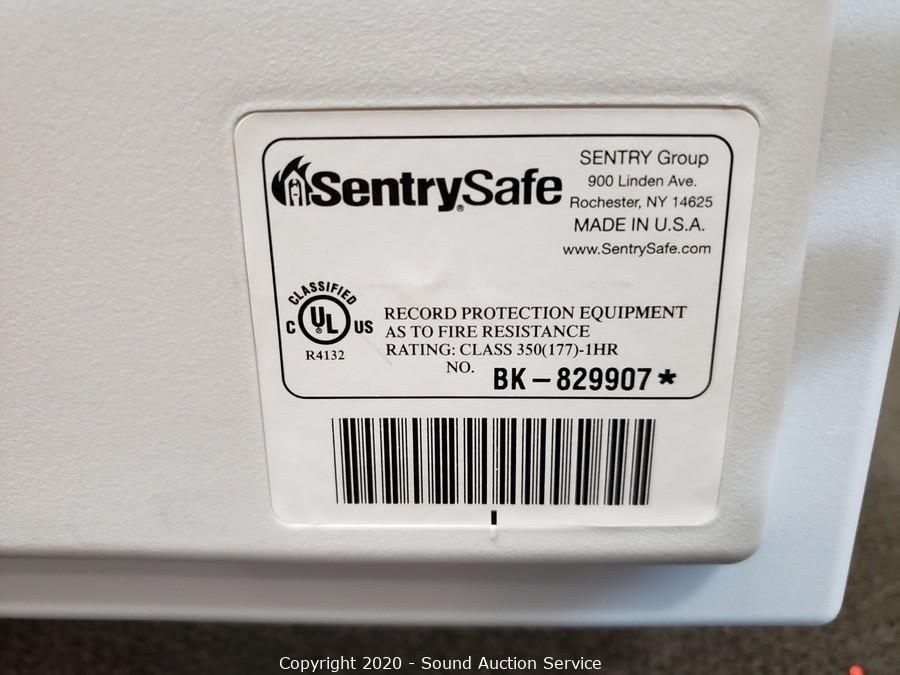 SentrySafe®
SENTRY Group
900 Linden Ave.
Rochester, NY 14625
MADE IN U.S.A.
www.SentrySafe.com
CLASSIFIED
C UL® US
R4132
RECORD PROTECTION EQUIPMENT
AS TO FIRE RESISTANCE
RATING: CLASS 350(177)-1HR
NO. BK-829907*
Copyright 2020 - Sound Auction Service